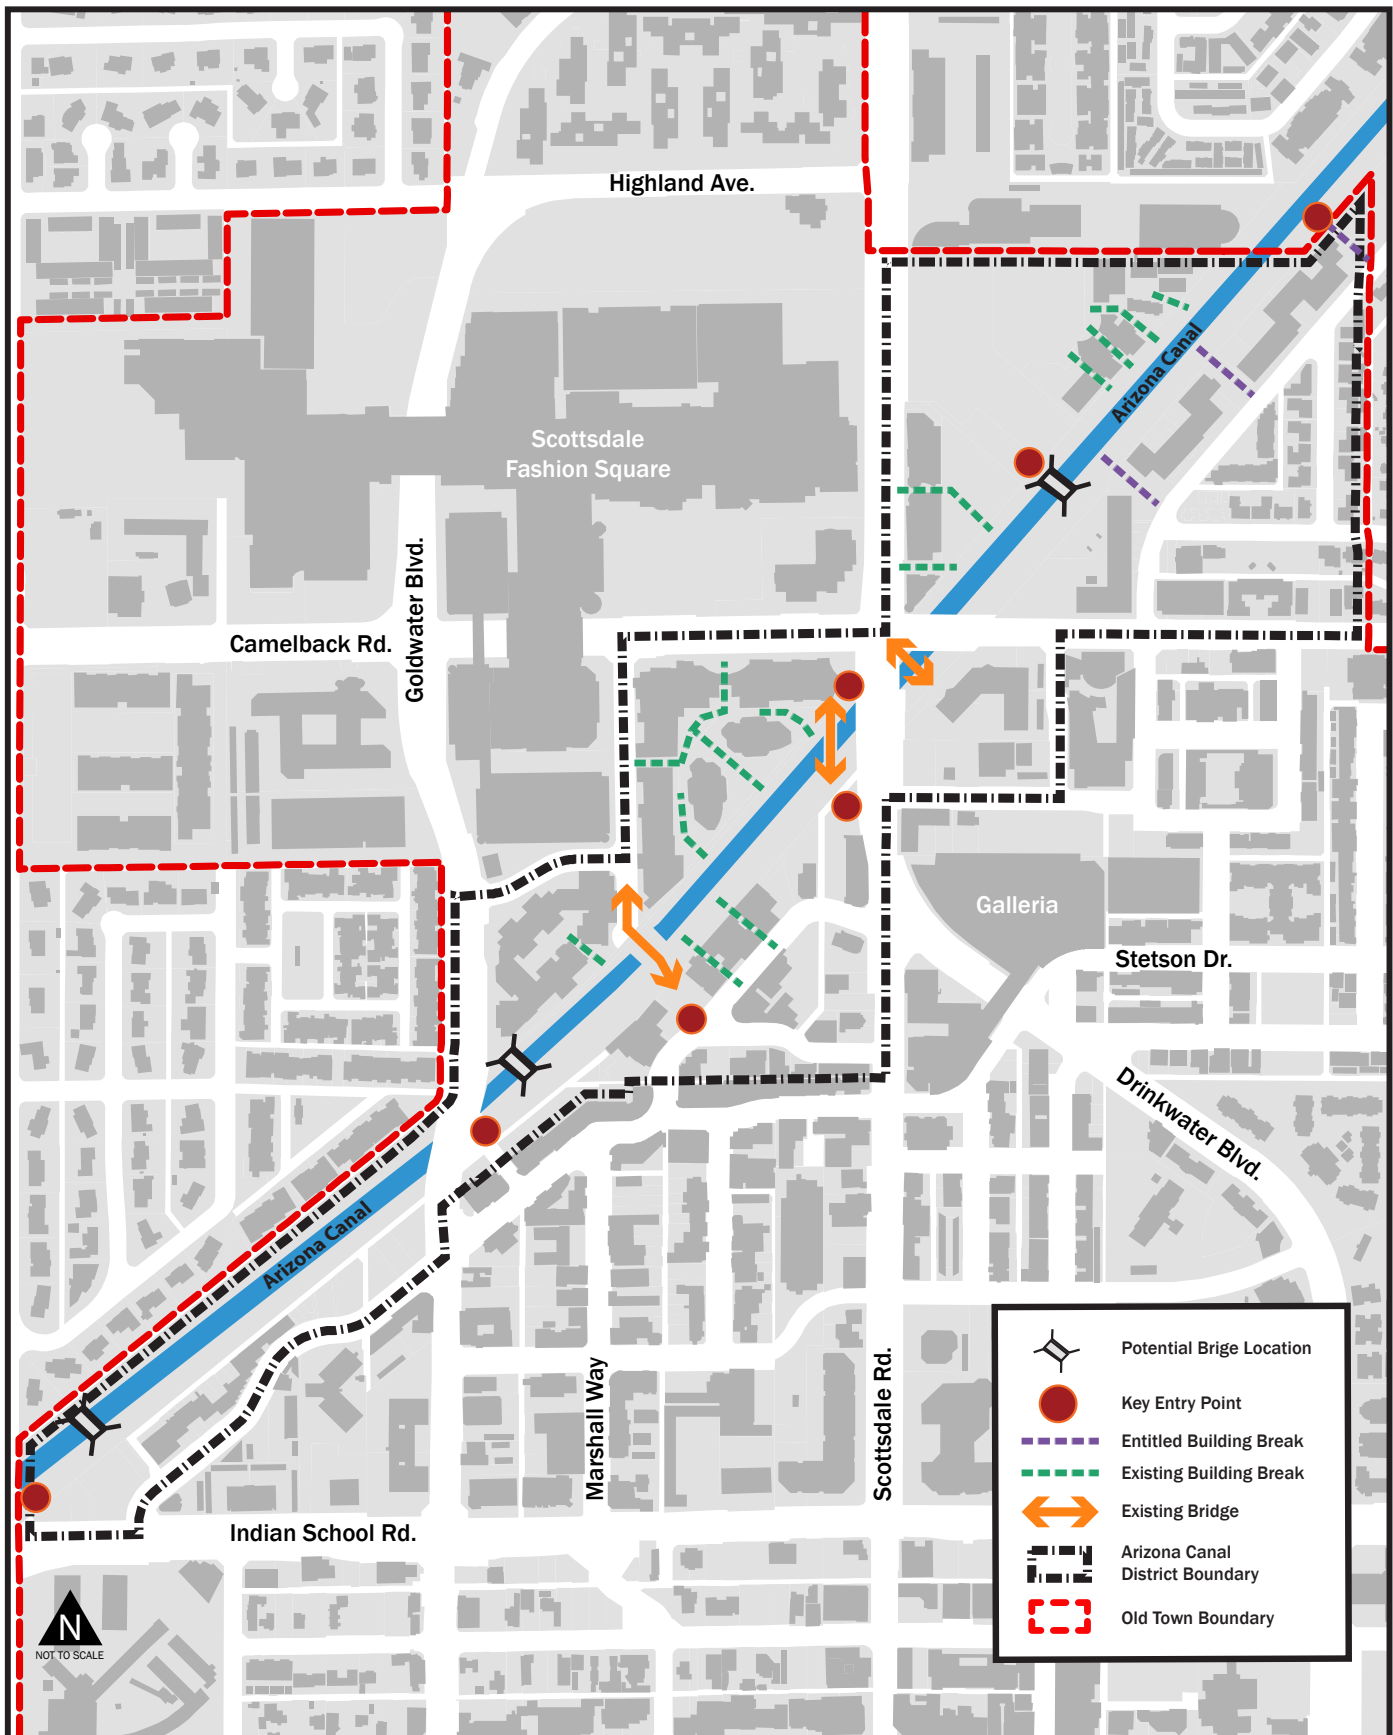 Highland Ave.
Arizona Canal
Scottsdale
Fashion Square
Goldwater Blvd.
Camelback Rd.
Galleria
Stetson Dr.
Drinkwater Blvd.
Arizona Canal
Marshall Way
Scottsdale Rd.
Indian School Rd.
Potential Brige Location
Key Entry Point
Entitled Building Break
Existing Building Break
Existing Bridge
Arizona Canal
District Boundary
Old Town Boundary
N
NOT TO SCALE